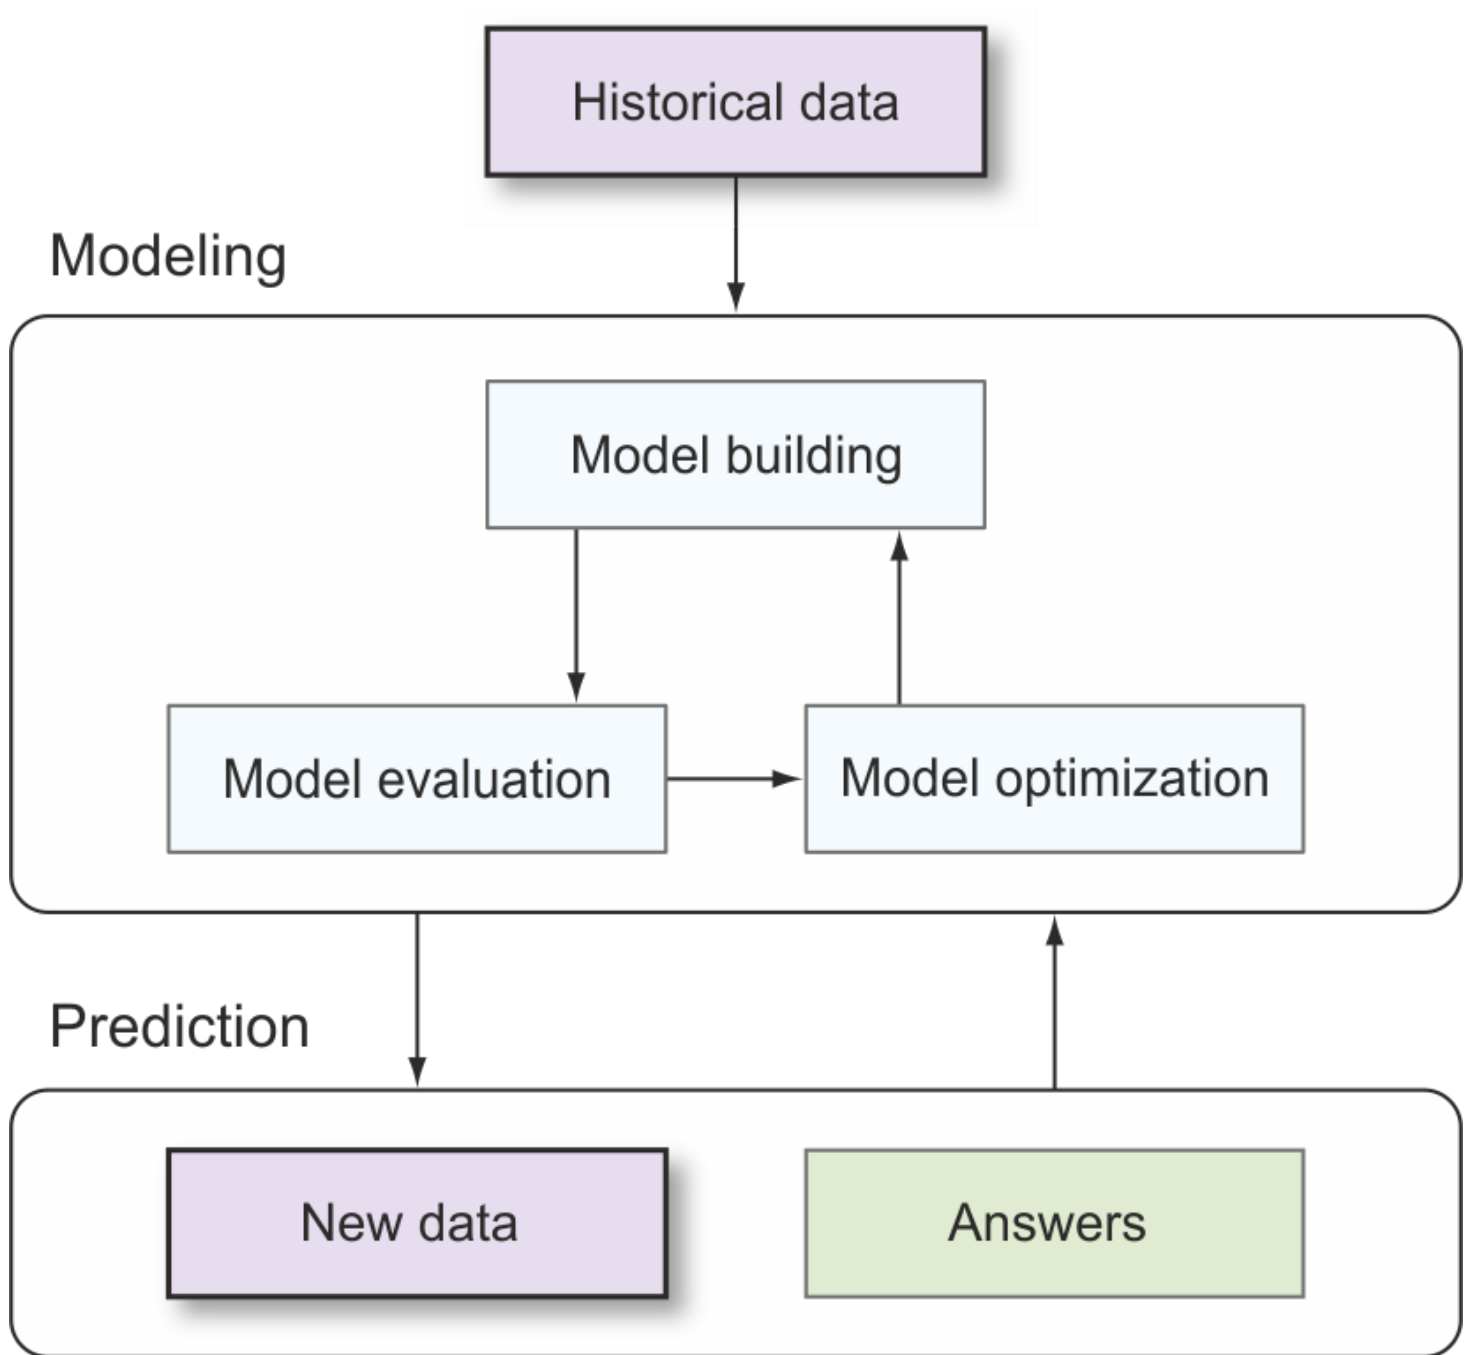 Historical data
Modeling
Model building
Model evaluation
Model optimization
Prediction
New data
Answers